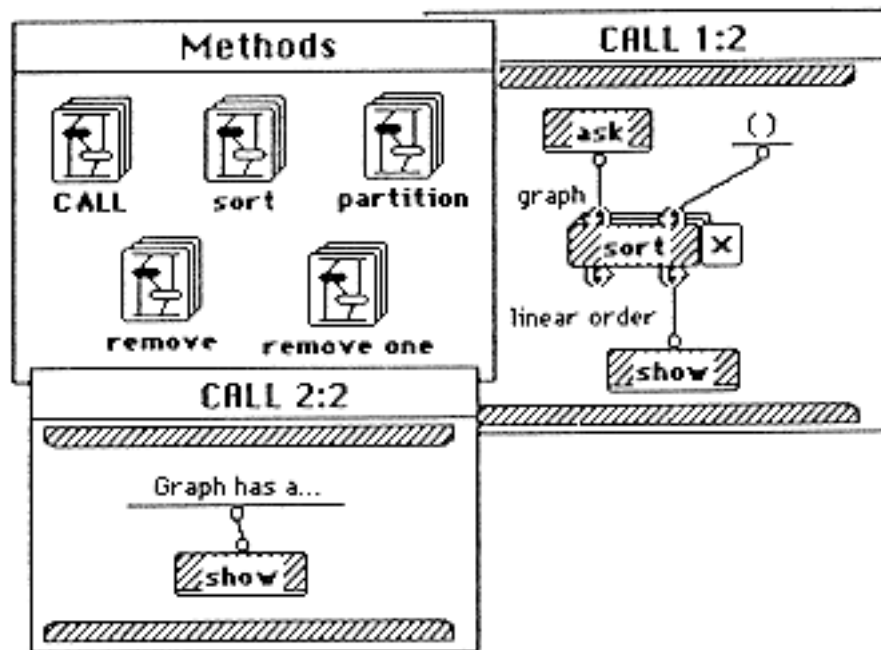 Methods
CALL
sort
partition
remove
remove one
CALL 1:2
ask
( )
graph
sort
X
linear order
show
CALL 2:2
Graph has a...
show